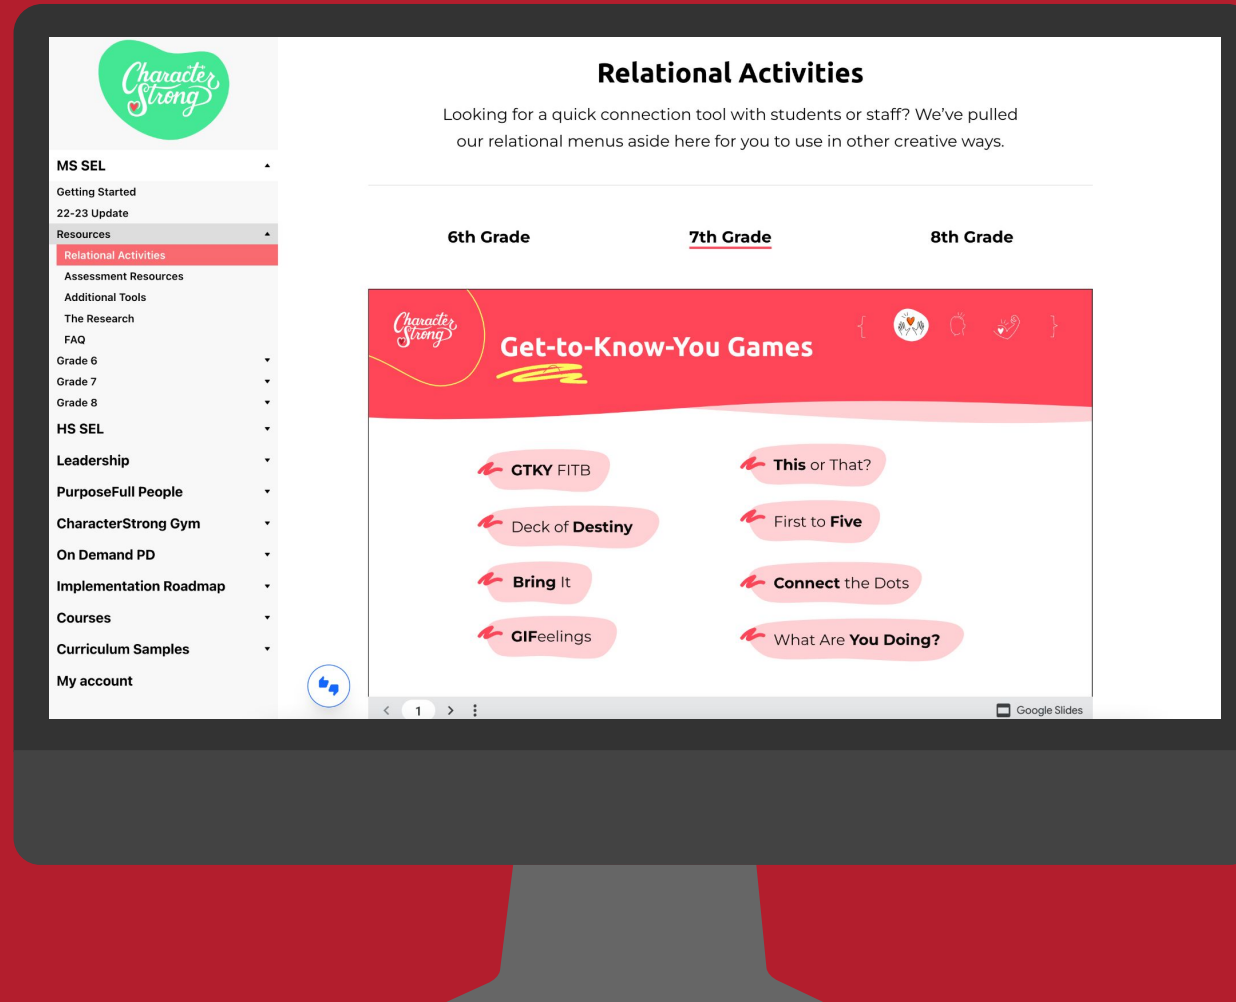 Character
Strong
MS SEL
Getting Started
22-23 Update
Resources
Relational Activities
Assessment Resources
Additional Tools
The Research
FAQ
Grade 6
Grade 7
Grade 8
HS SEL
Leadership
PurposeFull People
CharacterStrong Gym
On Demand PD
Implementation Roadmap
Courses
Curriculum Samples
My account
Relational Activities
Looking for a quick connection tool with students or staff? We've pulled
our relational menus aside here for you to use in other creative ways.
6th Grade
7th Grade
8th Grade
Character
Strong
Get-to-Know-You Games
GTKY FITB
Deck of Destiny
Bring It
GIFeelings
This or That?
First to Five
Connect the Dots
What Are You Doing?
1
Google Slides